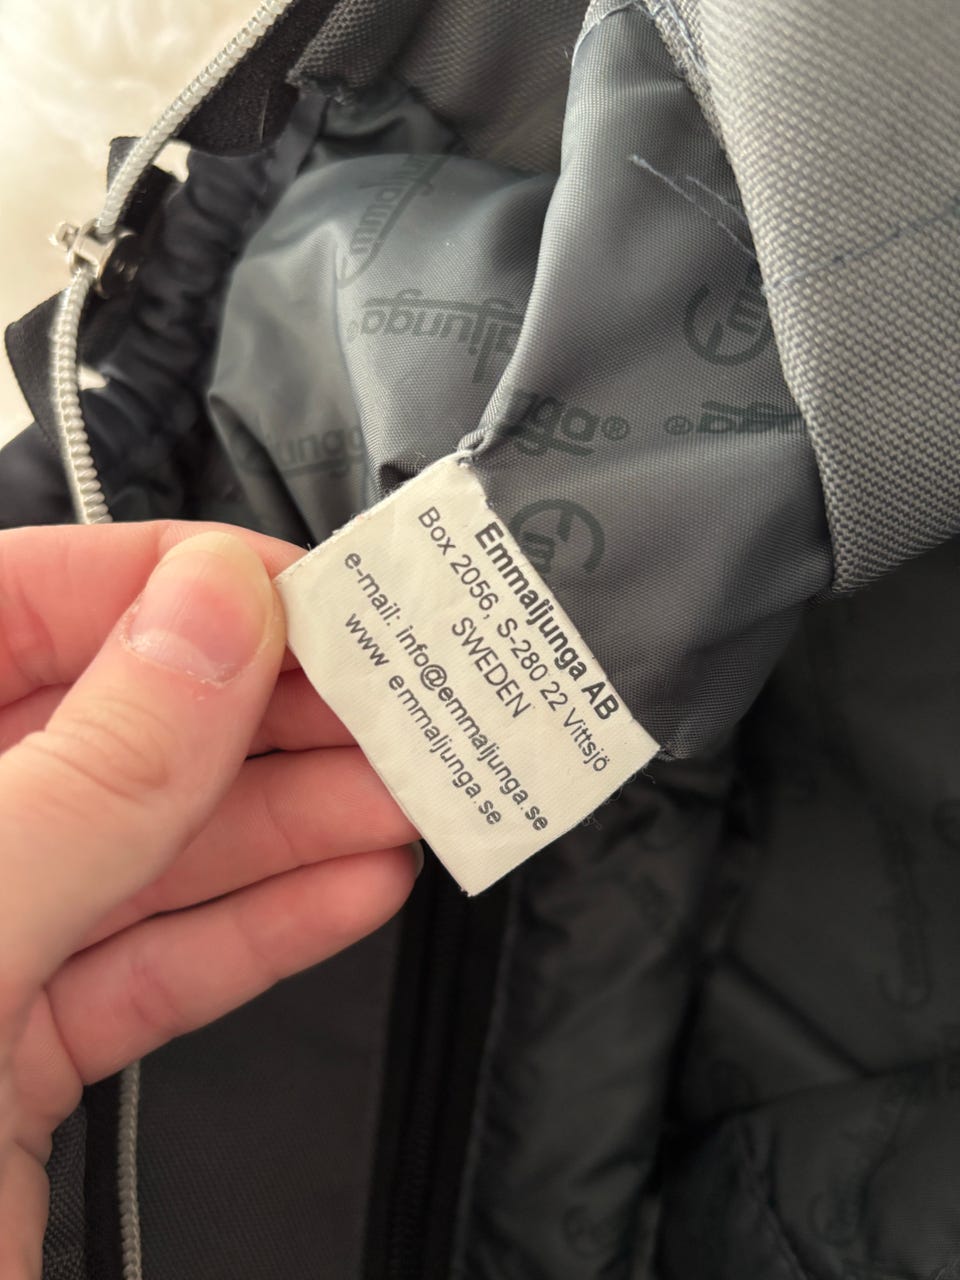 Emmaljunga AB
Box 2056, S-280 22 Vittsjö
SWEDEN
e-mail: info@emmaljunga.se
www emmaljunga.se